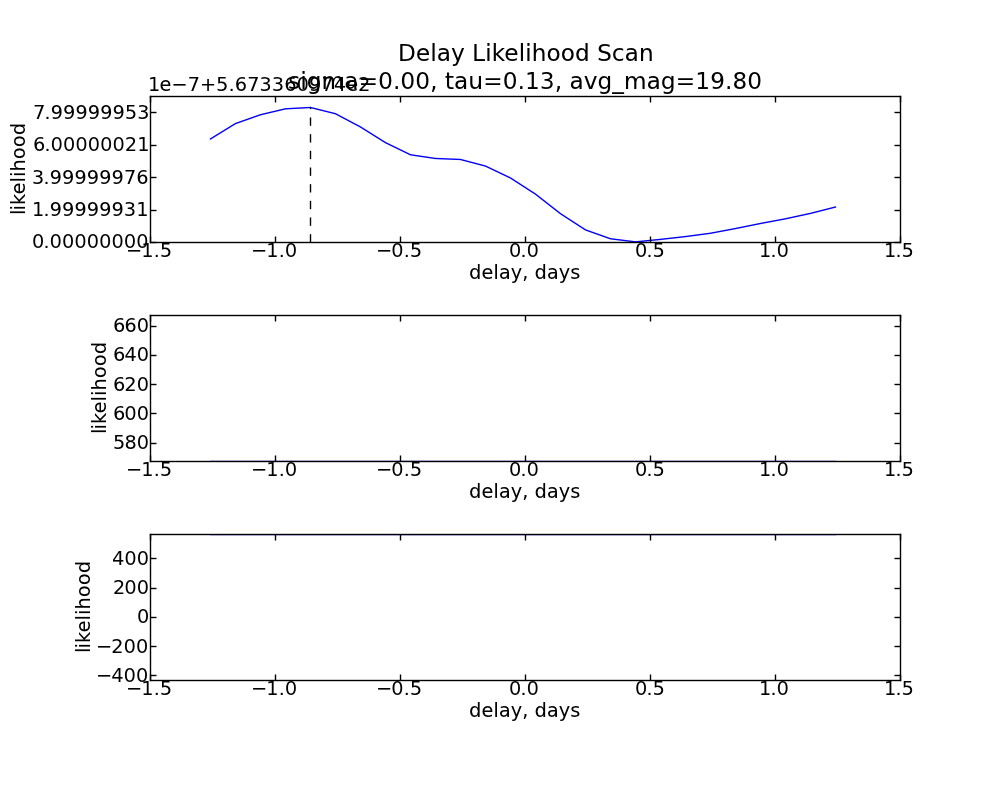 Delay Likelihood Scan
sigma=0.00, tau=0.13, avg_mag=19.80
7.99999953
6.00000021
3.99999976
1.99999931
0.00000000
likelihood
−1.5 −1.0 −0.5 0.0 0.5 1.0 1.5
delay, days
660
640
620
600
580
likelihood
−1.5 −1.0 −0.5 0.0 0.5 1.0 1.5
delay, days
400
200
0
−200
−400
likelihood
−1.5 −1.0 −0.5 0.0 0.5 1.0 1.5
delay, days